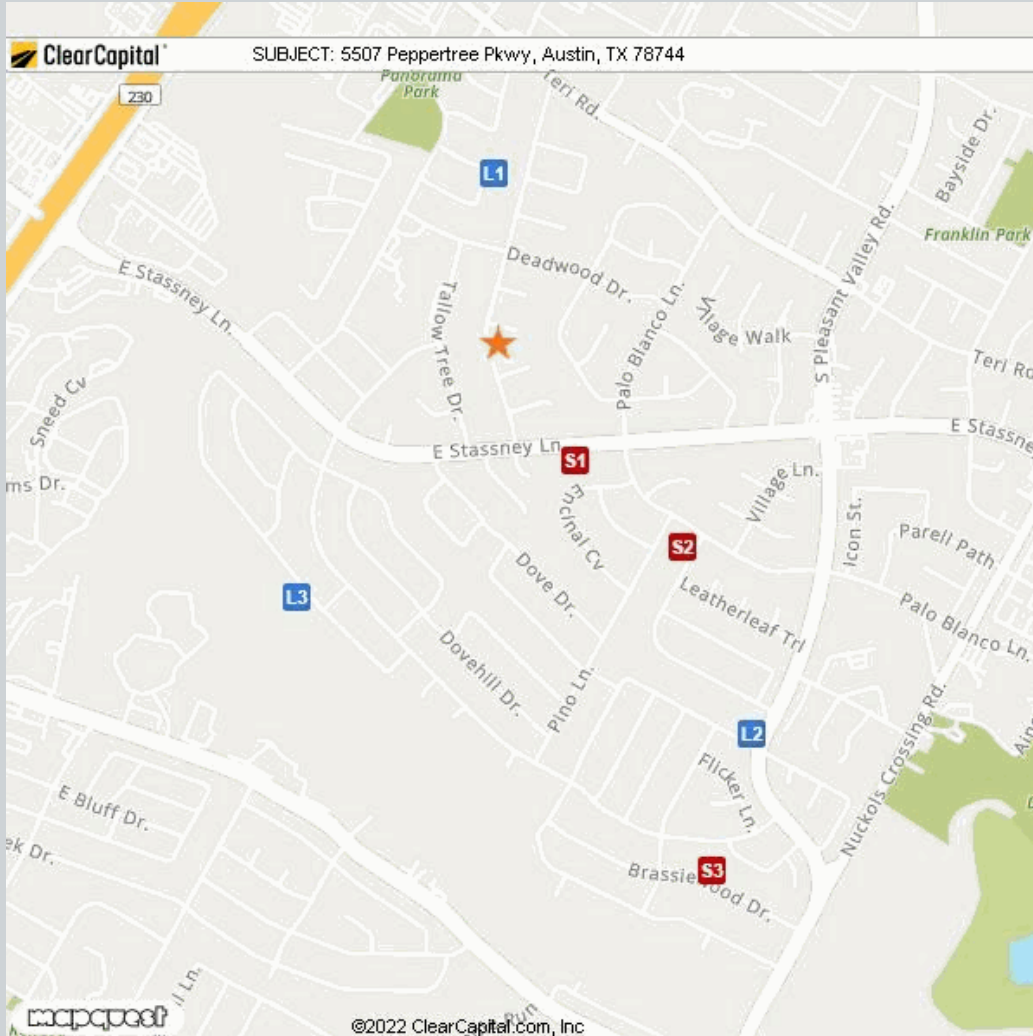 ClearCapital
SUBJECT: 5507 Peppertree Pkwy, Austin, TX 78744
230
Panorama
Park
Teri Rd.
Bayside Dr.
L1
Franklin Park
S Pleasant Valley Rd.
Deadwood Dr.
E Stassney Ln.
Tallow Tree Dr.
Palo Blanco Ln.
Village Walk
Teri Rd
Sneed Cv
E Stassney Ln.
E Stassne
S1
ms Dr.
Village Ln.
Encinal Cv
Icon St.
Parell Path
S2
Dove Dr.
L3
Leatherleaf Trl
Palo Blanco Ln.
Dovehill Dr.
Pino Ln.
L2
Nuckols Crossing Rd.
Flicker Ln.
E Bluff Dr.
ek Dr.
S3
Brassiewood Dr.
l Ln.
Run
mapquest
©2022 ClearCapital.com, Inc